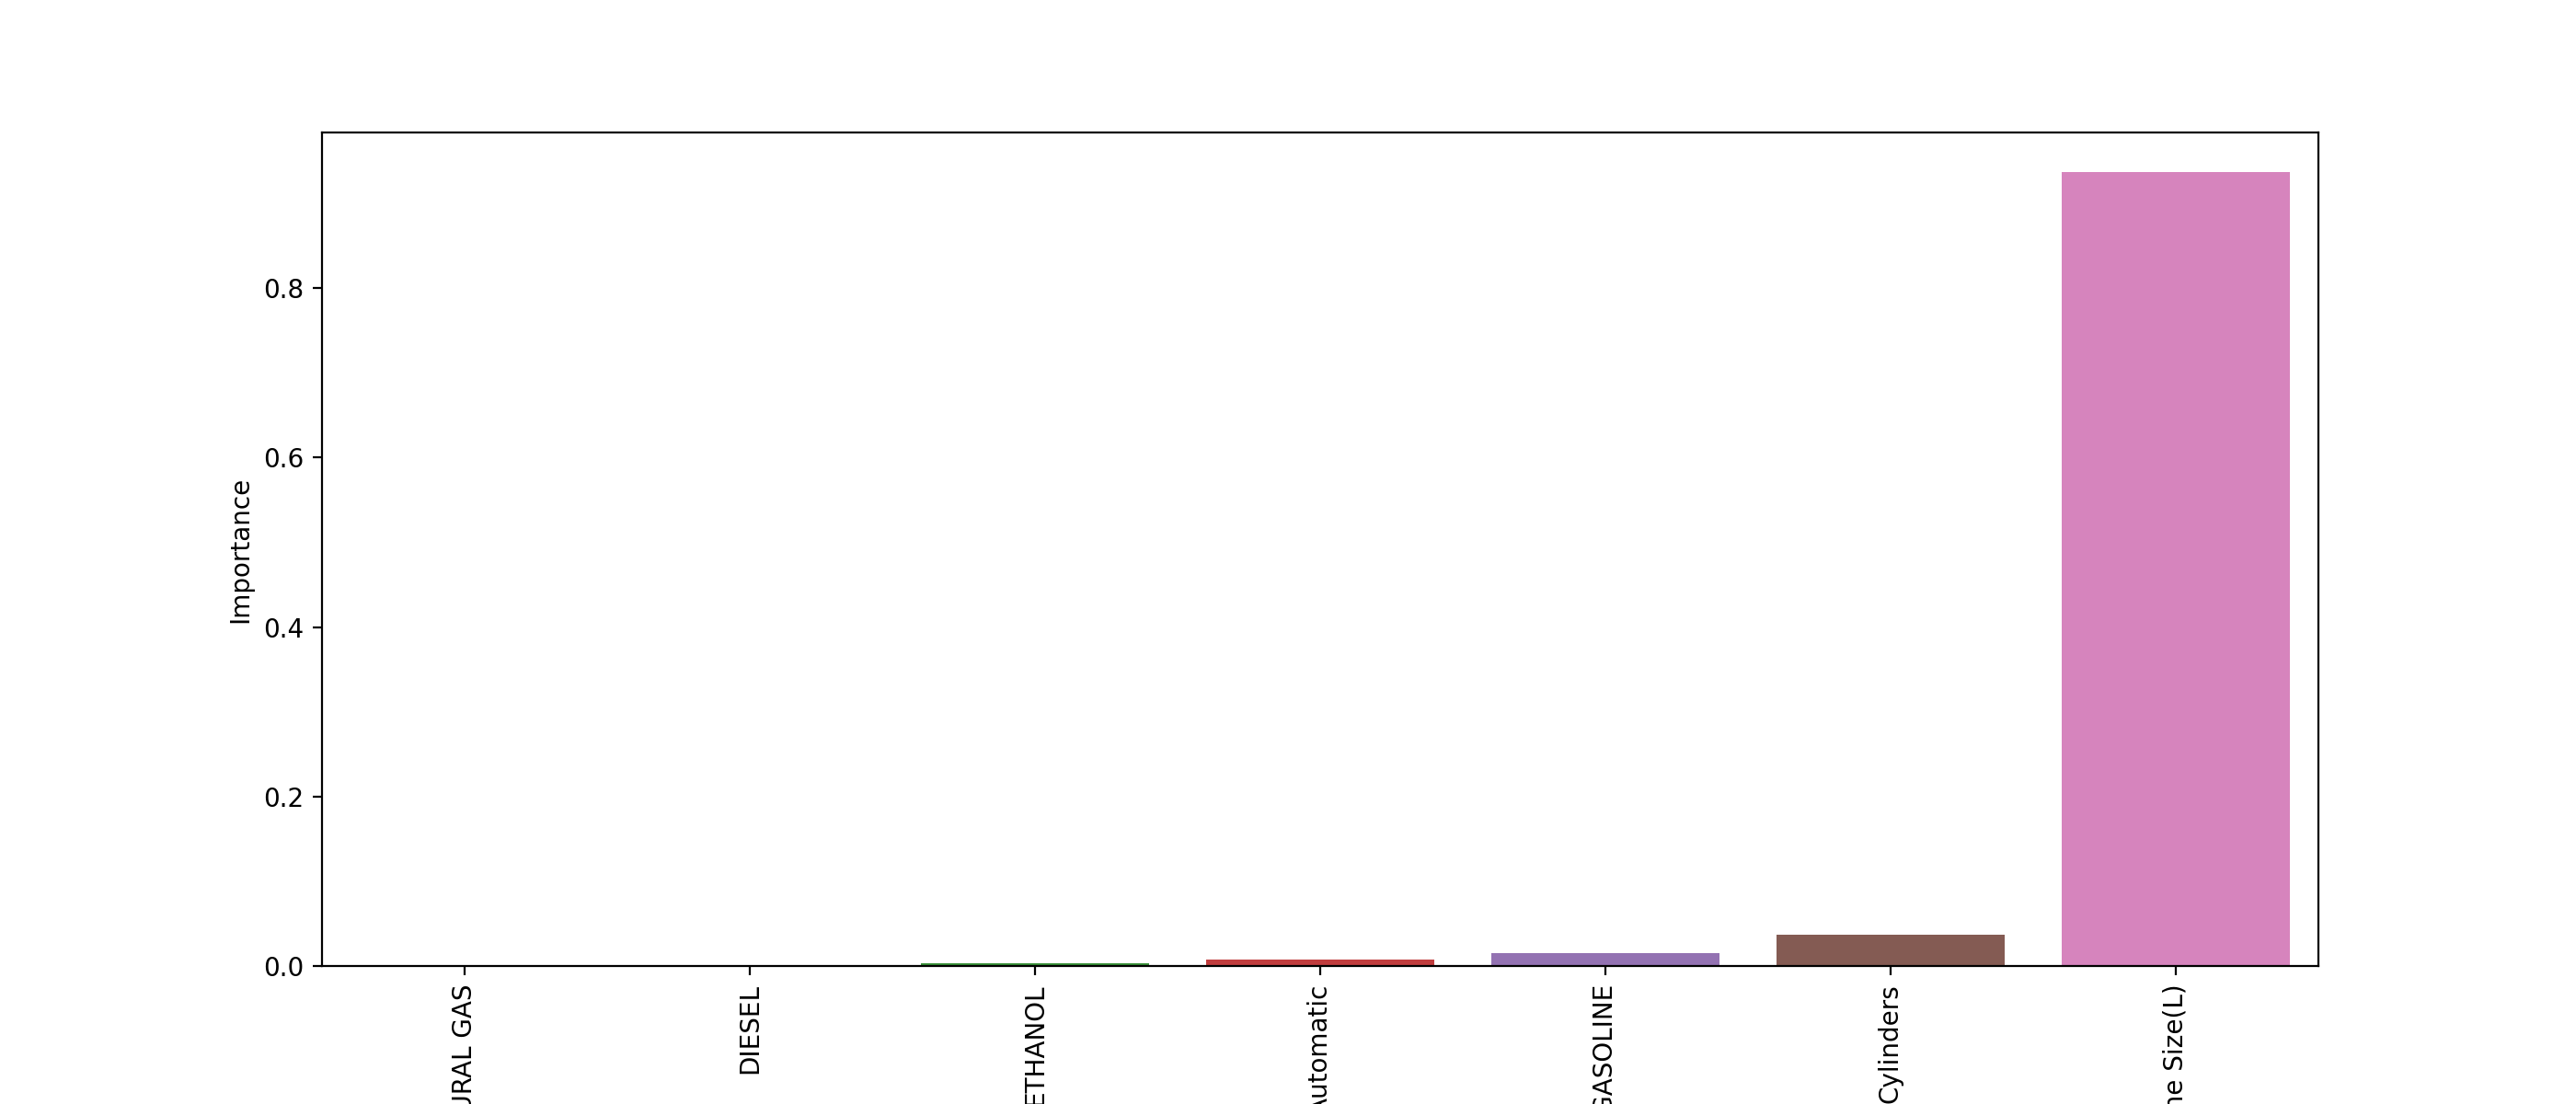 Importance
0.8
0.6
0.4
0.2
0.0
URAL GAS
DIESEL
ETHANOL
Automatic
GASOLINE
Cylinders
ne Size(L)